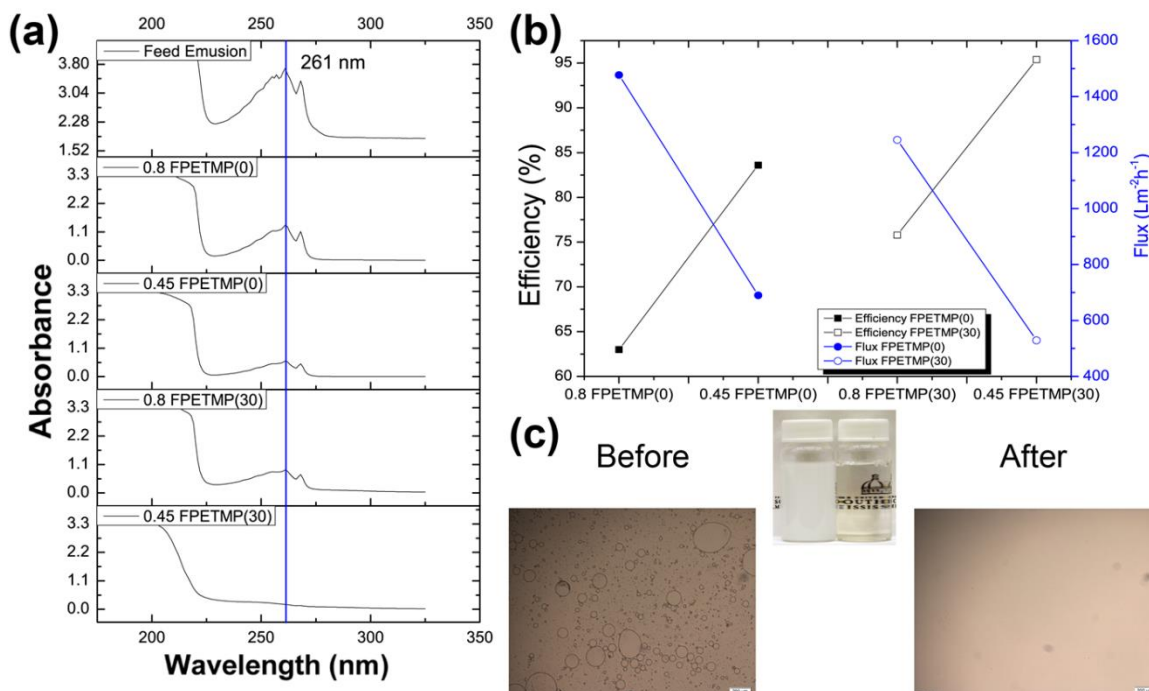 (a)
200 250 300 350
Feed Emusion
261 nm
3.80
3.04
2.28
1.52
0.8 FPETMP(0)
3.3
2.2
1.1
0.0
0.45 FPETMP(0)
3.3
2.2
1.1
0.0
0.8 FPETMP(30)
3.3
2.2
1.1
0.0
0.45 FPETMP(30)
3.3
2.2
1.1
0.0
200 250 300 350
Absorbance
Wavelength (nm)
(b)
95
90
85
80
75
70
65
60
Efficiency (%)
1600
1400
1200
1000
800
600
400
Flux (Lm-2h-1)
Efficiency FPETMP(0)
Efficiency FPETMP(30)
Flux FPETMP(0)
Flux FPETMP(30)
0.8 FPETMP(0) 0.45 FPETMP(0) 0.8 FPETMP(30) 0.45 FPETMP(30)
(c)
Before
After